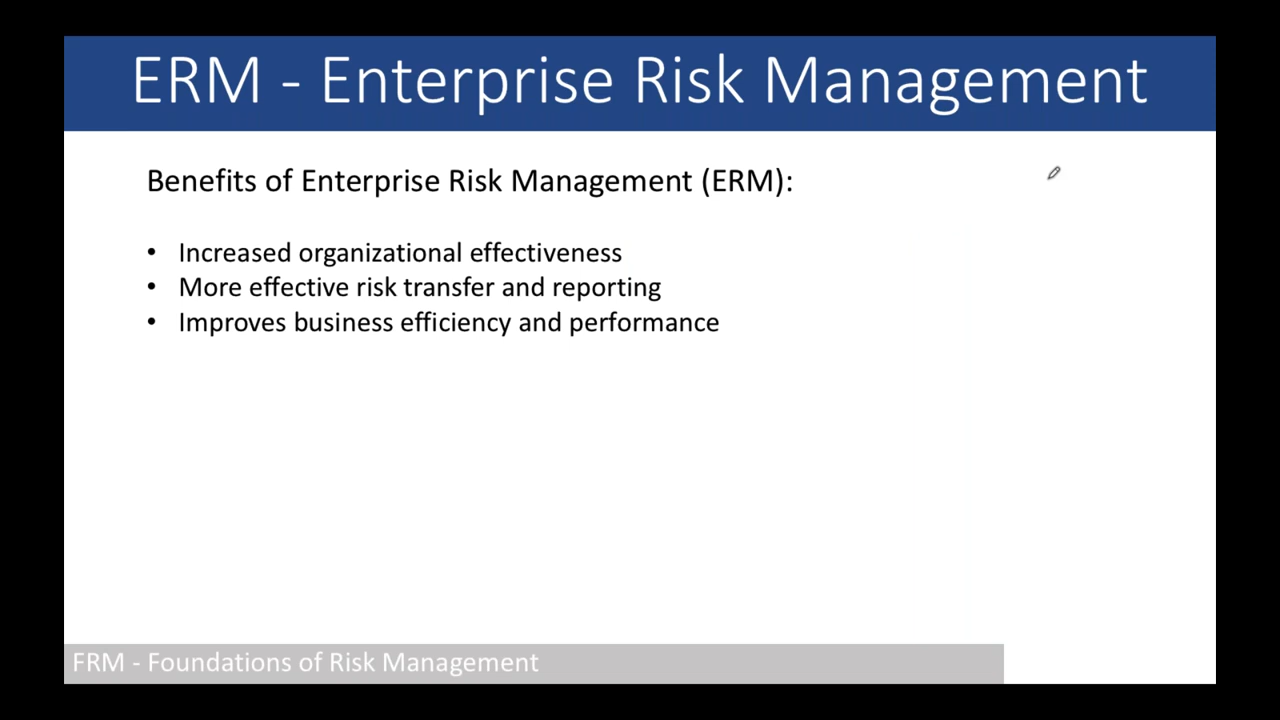 ERM - Enterprise Risk Management
Benefits of Enterprise Risk Management (ERM):
• Increased organizational effectiveness
• More effective risk transfer and reporting
• Improves business efficiency and performance
FRM - Foundations of Risk Management